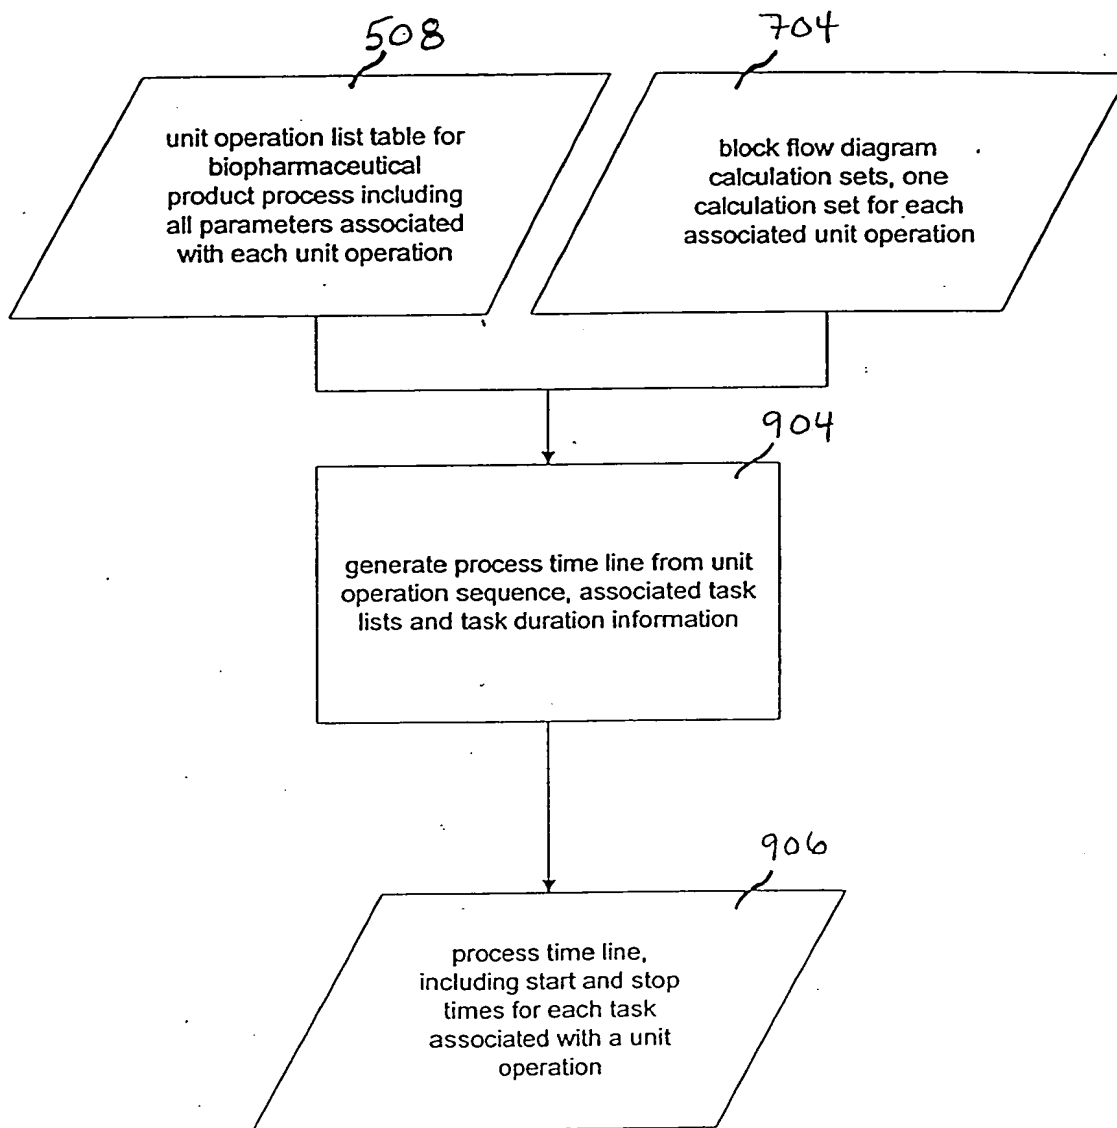 508
704
unit operation list table for
biopharmaceutical
product process including
all parameters associated
with each unit operation
block flow diagram
calculation sets, one
calculation set for each
associated unit operation
904
generate process time line from unit
operation sequence, associated task
lists and task duration information
906
process time line,
including start and stop
times for each task
associated with a unit
operation